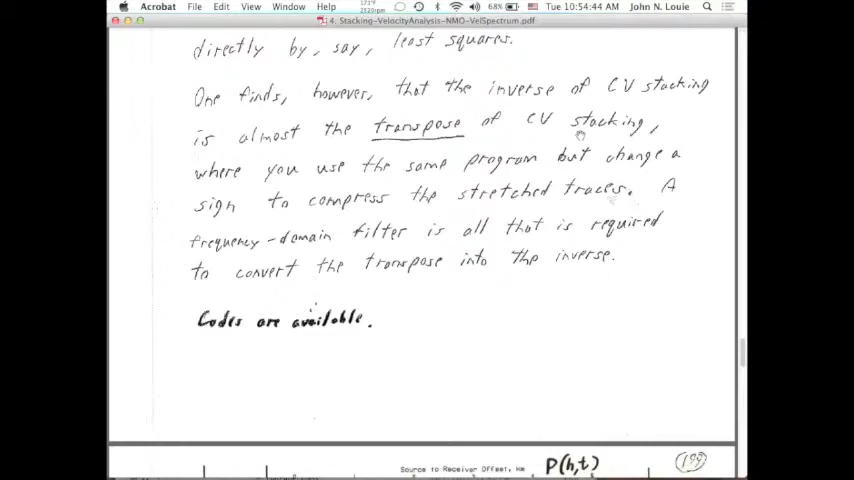 Acrobat File Edit View Window Help 68% Tue 10:54:44 AM John N. Louie
4. Stacking-VelocityAnalysis-NMO-VelSpectrum.pdf
directly by, say, least squares.
One finds, however, that the inverse of CV stacking
is almost the transpose of CV stacking,
where you use the same program but change a
sign to compress the stretched traces. A
frequency-domain filter is all that is required
to convert the transpose into the inverse.
Codes are available.
Source to Receiver Offset, P(h,t) 199